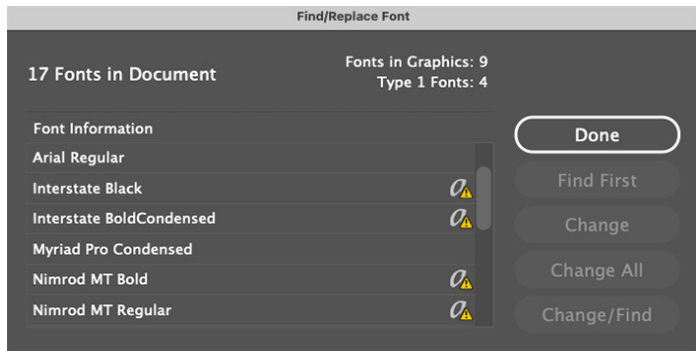 Find/Replace Font
17 Fonts in Document
Fonts in Graphics: 9
Type 1 Fonts: 4
Font Information
Arial Regular
Interstate Black
Interstate BoldCondensed
Myriad Pro Condensed
Nimrod MT Bold
Nimrod MT Regular
Done
Find First
Change
Change All
Change/Find